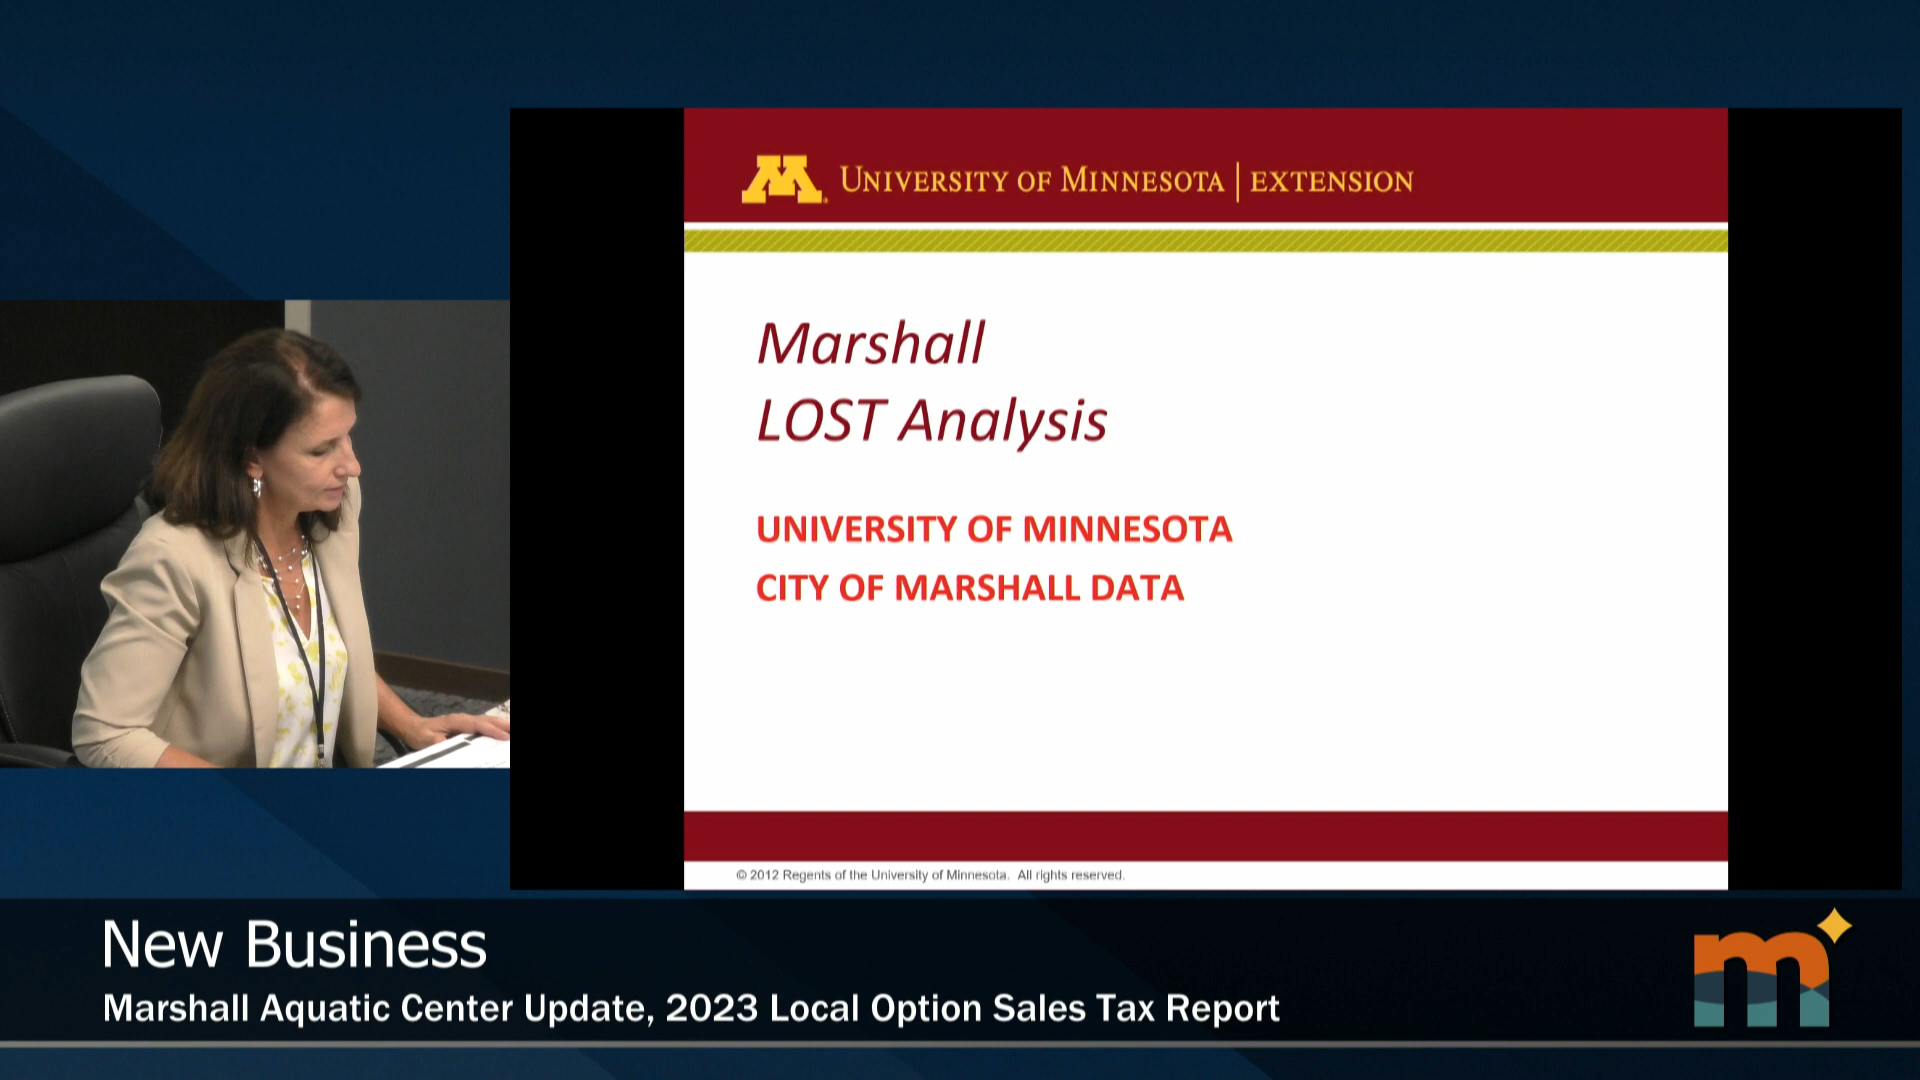 M UNIVERSITY OF MINNESOTA | EXTENSION
Marshall
LOST Analysis
UNIVERSITY OF MINNESOTA
CITY OF MARSHALL DATA
© 2012 Regents of the University of Minnesota. All rights reserved.
New Business
Marshall Aquatic Center Update, 2023 Local Option Sales Tax Report
m